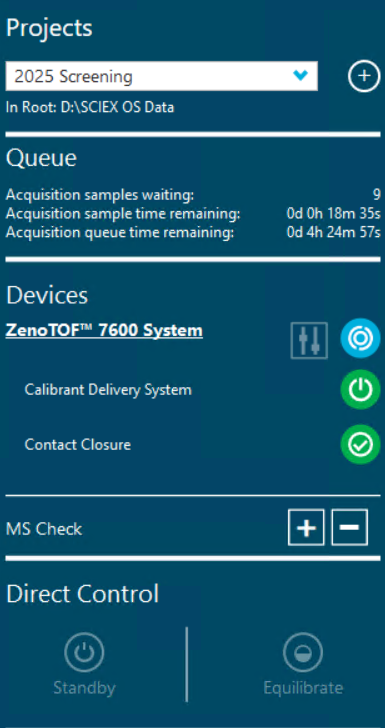 Projects
2025 Screening
In Root: D:\SCIEX OS Data
Queue
Acquisition samples waiting: 9
Acquisition sample time remaining: 0d 0h 18m 35s
Acquisition queue time remaining: 0d 4h 24m 57s
Devices
ZenoTOF™ 7600 System
Calibrant Delivery System
Contact Closure
MS Check
Direct Control
Standby Equilibrate